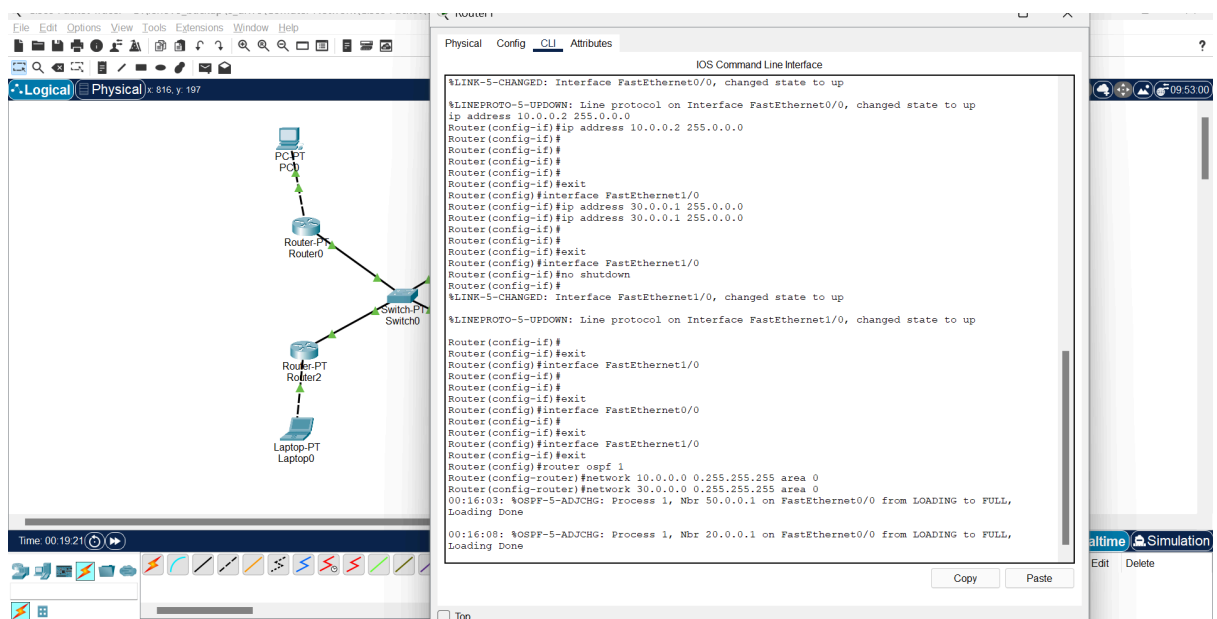 Router1
File Edit Options View Tools Extensions Window Help
Physical Config CLI Attributes
?
IOS Command Line Interface
Logical Physical x: 816, y: 197
09:53:00
%LINK-5-CHANGED: Interface FastEthernet0/0, changed state to up
%LINEPROTO-5-UPDOWN: Line protocol on Interface FastEthernet0/0, changed state to up
ip address 10.0.0.2 255.0.0.0
Router(config-if)#ip address 10.0.0.2 255.0.0.0
Router(config-if)#
Router(config-if)#
Router(config-if)#
Router(config-if)#
Router(config-if)#exit
Router(config)#interface FastEthernet1/0
Router(config-if)#ip address 30.0.0.1 255.0.0.0
Router(config-if)#ip address 30.0.0.1 255.0.0.0
Router(config-if)#
Router(config-if)#
Router(config-if)#exit
Router(config)#interface FastEthernet1/0
Router(config-if)#no shutdown
Router(config-if)#
%LINK-5-CHANGED: Interface FastEthernet1/0, changed state to up
%LINEPROTO-5-UPDOWN: Line protocol on Interface FastEthernet1/0, changed state to up
Router(config-if)#
Router(config-if)#exit
Router(config)#interface FastEthernet1/0
Router(config-if)#
Router(config-if)#
Router(config-if)#exit
Router(config)#interface FastEthernet0/0
Router(config-if)#
Router(config-if)#exit
Router(config)#interface FastEthernet1/0
Router(config-if)#exit
Router(config)#router ospf 1
Router(config-router)#network 10.0.0.0 0.255.255.255 area 0
Router(config-router)#network 30.0.0.0 0.255.255.255 area 0
00:16:03: %OSPF-5-ADJCHG: Process 1, Nbr 50.0.0.1 on FastEthernet0/0 from LOADING to FULL,
Loading Done
00:16:08: %OSPF-5-ADJCHG: Process 1, Nbr 20.0.0.1 on FastEthernet0/0 from LOADING to FULL,
Loading Done
PC-PT
PC0
Router-PT
Router0
Switch-PT
Switch0
Router-PT
Router2
Laptop-PT
Laptop0
Time: 00:19:21
altime Simulation
Edit Delete
Copy Paste
Top